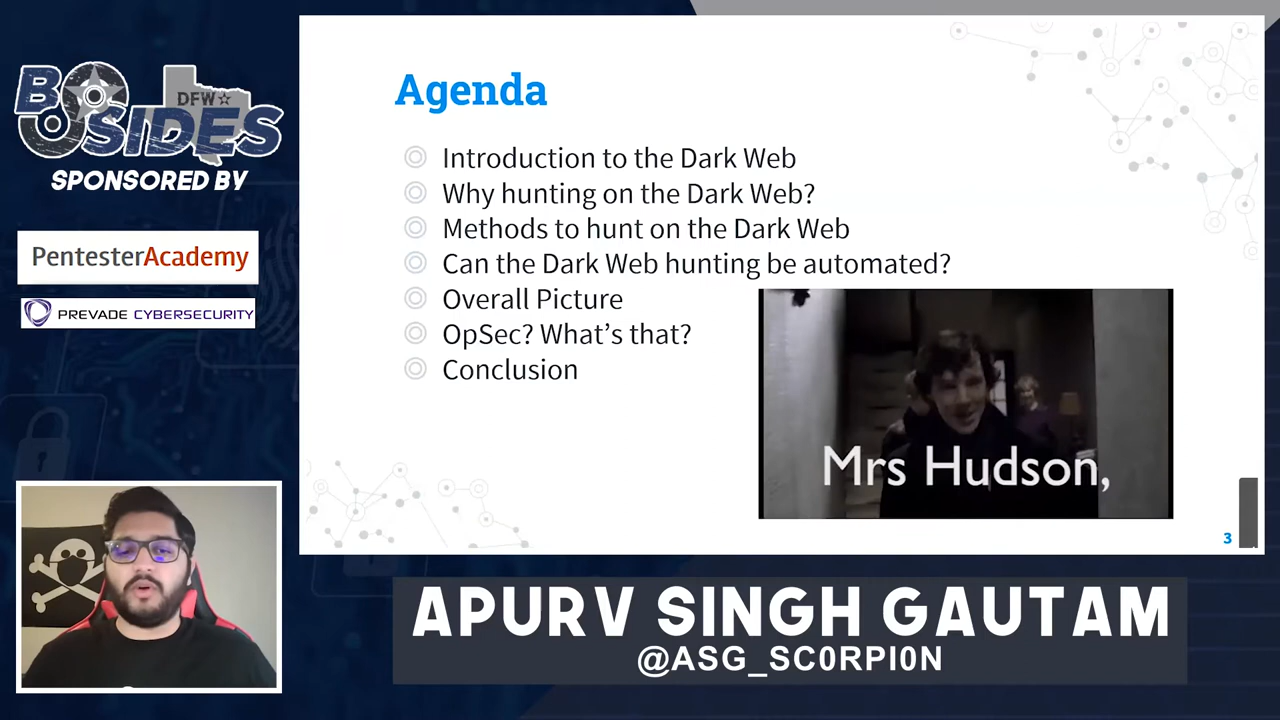 BSIDES
DFW
SPONSORED BY
PentesterAcademy
PREVADE CYBERSECURITY
Agenda
Introduction to the Dark Web
Why hunting on the Dark Web?
Methods to hunt on the Dark Web
Can the Dark Web hunting be automated?
Overall Picture
OpSec? What's that?
Conclusion
Mrs Hudson,
3
APURV SINGH GAUTAM
@ASG_SC0RPI0N